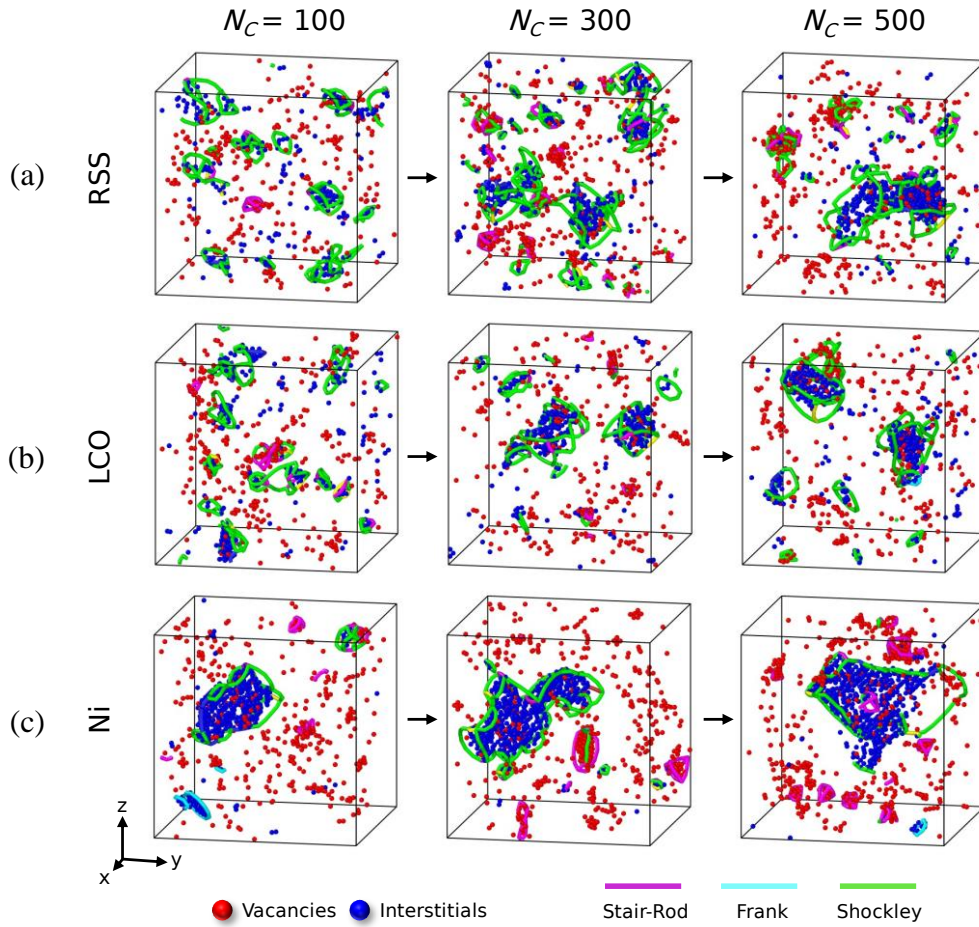 N_C = 100 N_C = 300 N_C = 500
(a) RSS
(b) LCO
(c) Ni
z
x y
Vacancies Interstitials Stair-Rod Frank Shockley